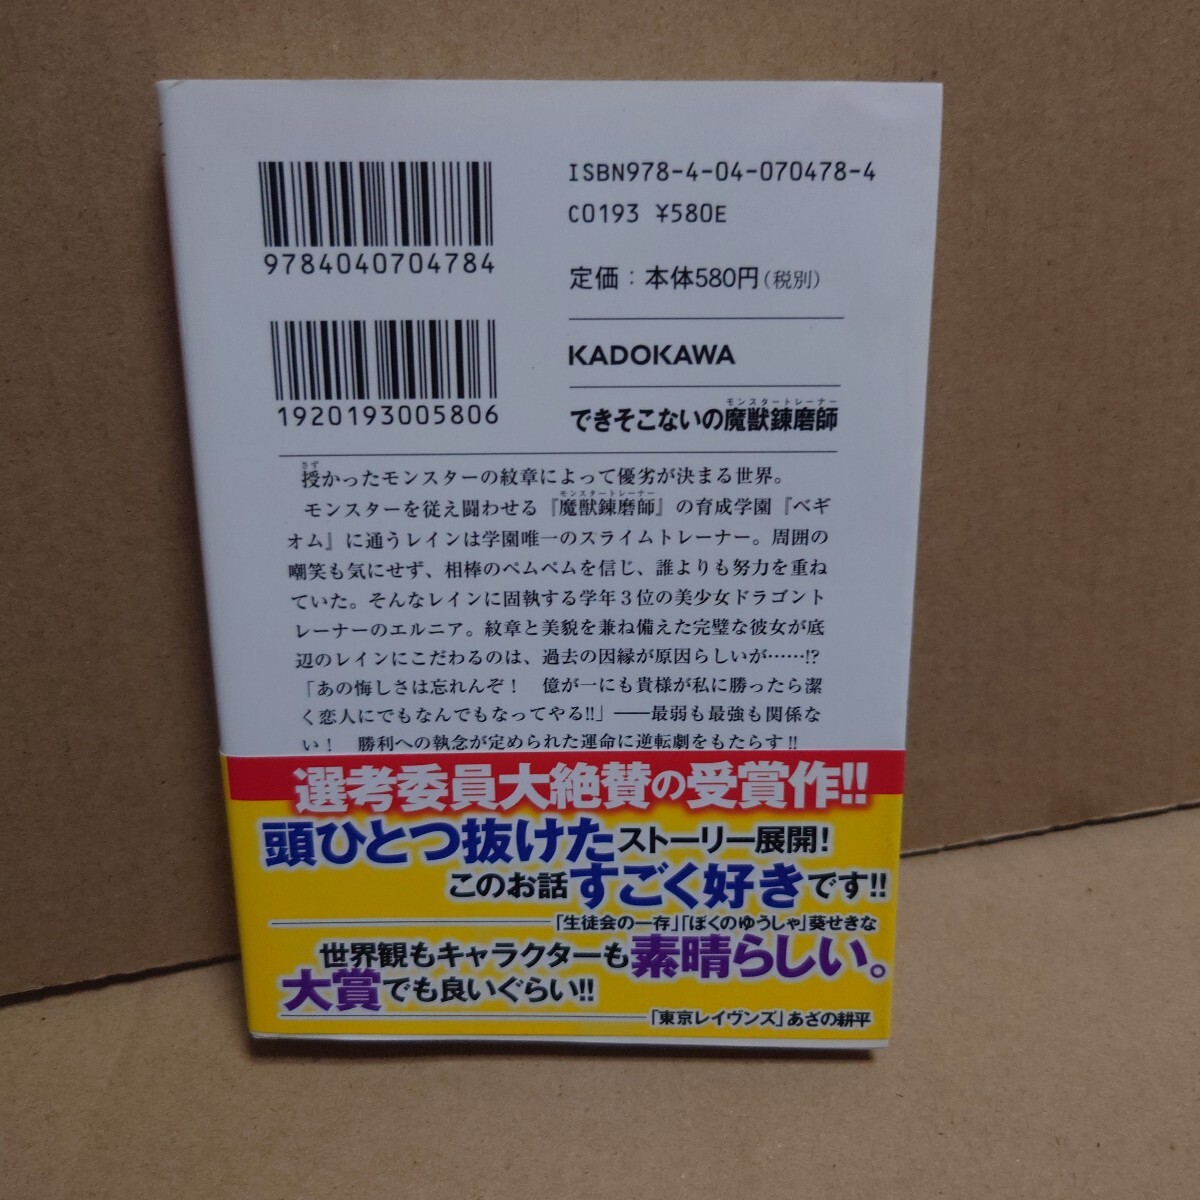 ISBN978-4-04-070478-4
C0193 ¥580E
9784040704784
定価：本体580円(税別)
1920193005806
KADOKAWA
モンスタートレーナー
できそこないの魔獣錬磨師
さず
授かったモンスターの紋章によって優劣が決まる世界。
モンスタートレーナー
モンスターを従え闘わせる『魔獣錬磨師』の育成学園『ベギ
オム』に通うレインは学園唯一のスライムトレーナー。周囲の
嘲笑も気にせず、相棒のペムペムを信じ、誰よりも努力を重ね
ていた。そんなレインに固執する学年３位の美少女ドラゴント
レーナーのエルニア。紋章と美貌を兼ね備えた完璧な彼女が底
辺のレインにこだわるのは、過去の因縁が原因らしいが……!?
「あの悔しさは忘れんぞ！　億が一にも貴様が私に勝ったら潔
く恋人にでもなんでもなってやる!!」――最弱も最強も関係な
い！　勝利への執念が定められた運命に逆転劇をもたらす!!
選考委員大絶賛の受賞作!!
頭ひとつ抜けたストーリー展開!
このお話すごく好きです!!
「生徒会の一存」「ぼくのゆうしゃ」葵せきな
世界観もキャラクターも素晴らしい。
大賞でも良いぐらい!!
「東京レイヴンズ」あざの耕平